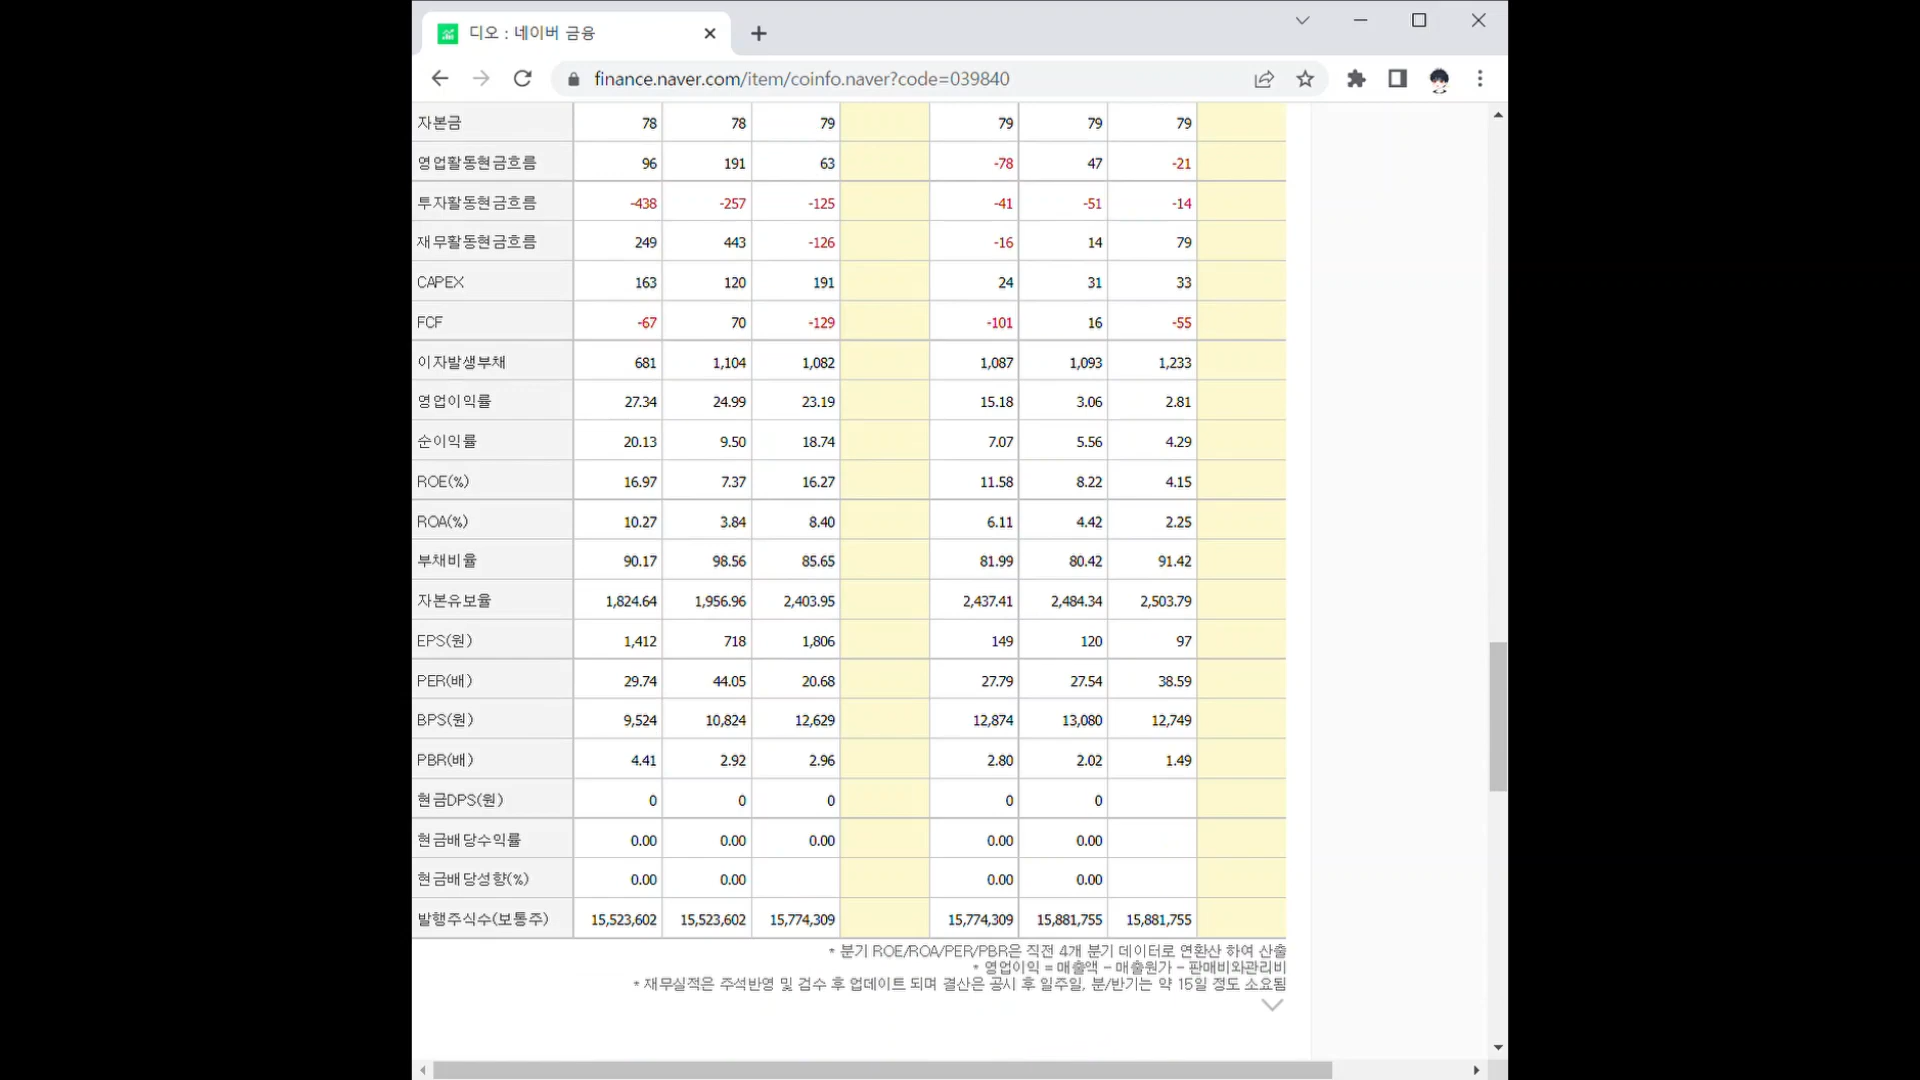 디오 : 네이버 금융
finance.naver.com/item/coinfo.naver?code=039840
자본금 78 78 79 79 79 79
영업활동현금흐름 96 191 63 -78 47 -21
투자활동현금흐름 -438 -257 -125 -41 -51 -14
재무활동현금흐름 249 443 -126 -16 14 79
CAPEX 163 120 191 24 31 33
FCF -67 70 -129 -101 16 -55
이자발생부채 681 1,104 1,082 1,087 1,093 1,233
영업이익률 27.34 24.99 23.19 15.18 3.06 2.81
순이익률 20.13 9.50 18.74 7.07 5.56 4.29
ROE(%) 16.97 7.37 16.27 11.58 8.22 4.15
ROA(%) 10.27 3.84 8.40 6.11 4.42 2.25
부채비율 90.17 98.56 85.65 81.99 80.42 91.42
자본유보율 1,824.64 1,956.96 2,403.95 2,437.41 2,484.34 2,503.79
EPS(원) 1,412 718 1,806 149 120 97
PER(배) 29.74 44.05 20.68 27.79 27.54 38.59
BPS(원) 9,524 10,824 12,629 12,874 13,080 12,749
PBR(배) 4.41 2.92 2.96 2.80 2.02 1.49
현금DPS(원) 0 0 0 0 0
현금배당수익률 0.00 0.00 0.00 0.00 0.00
현금배당성향(%) 0.00 0.00 0.00 0.00
발행주식수(보통주) 15,523,602 15,523,602 15,774,309 15,774,309 15,881,755 15,881,755
* 분기 ROE/ROA/PER/PBR은 직전 4개 분기 데이터로 연환산 하여 산출
* 영업이익 = 매출액 - 매출원가 - 판매비와관리비
* 재무실적은 주석반영 및 검수 후 업데이트 되며 결산은 공시 후 일주일, 분/반기는 약 15일 정도 소요됨